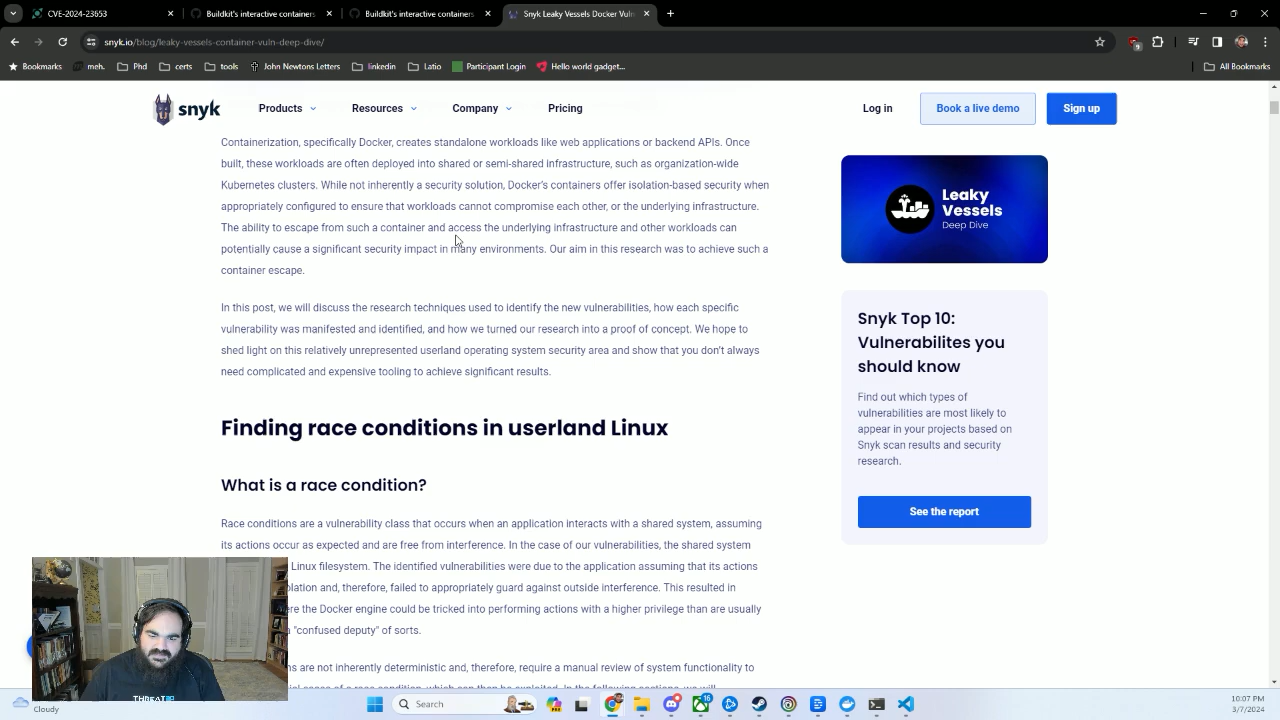 CVE-2024-23653
Buildkit's interactive containers
Buildkit's interactive containers
Snyk Leaky Vessels Docker Vuln
snyk.io/blog/leaky-vessels-container-vuln-deep-dive/
Bookmarks meh. Phd certs Tools John Newtons Letters linkedin Latio Participant Login Hello world gadget... All Bookmarks
snyk Products Resources Company Pricing Log in Book a live demo Sign up
Containerization, specifically Docker, creates standalone workloads like web applications or backend APIs. Once
built, these workloads are often deployed into shared or semi-shared infrastructure, such as organization-wide
Kubernetes clusters. While not inherently a security solution, Docker's containers offer isolation-based security when
appropriately configured to ensure that workloads cannot compromise each other, or the underlying infrastructure.
The ability to escape from such a container and access the underlying infrastructure and other workloads can
potentially cause a significant security impact in many environments. Our aim in this research was to achieve such a
container escape.
In this post, we will discuss the research techniques used to identify the new vulnerabilities, how each specific
vulnerability was manifested and identified, and how we turned our research into a proof of concept. We hope to
shed light on this relatively unrepresented userland operating system security area and show that you don't always
need complicated and expensive tooling to achieve significant results.
Finding race conditions in userland Linux
What is a race condition?
Race conditions are a vulnerability class that occurs when an application interacts with a shared system, assuming
its actions occur as expected and are free from interference. In the case of our vulnerabilities, the shared system
Linux filesystem. The identified vulnerabilities were due to the application assuming that its actions
olation and, therefore, failed to appropriately guard against outside interference. This resulted in
ere the Docker engine could be tricked into performing actions with a higher privilege than are usually
a "confused deputy" of sorts.
ns are not inherently deterministic and, therefore, require a manual review of system functionality to
Leaky
Vessels
Deep Dive
Snyk Top 10:
Vulnerabilites you
should know
Find out which types of
vulnerabilities are most likely to
appear in your projects based on
Snyk scan results and security
research.
See the report
Cloudy
Search
16
10:07 PM
3/7/2024